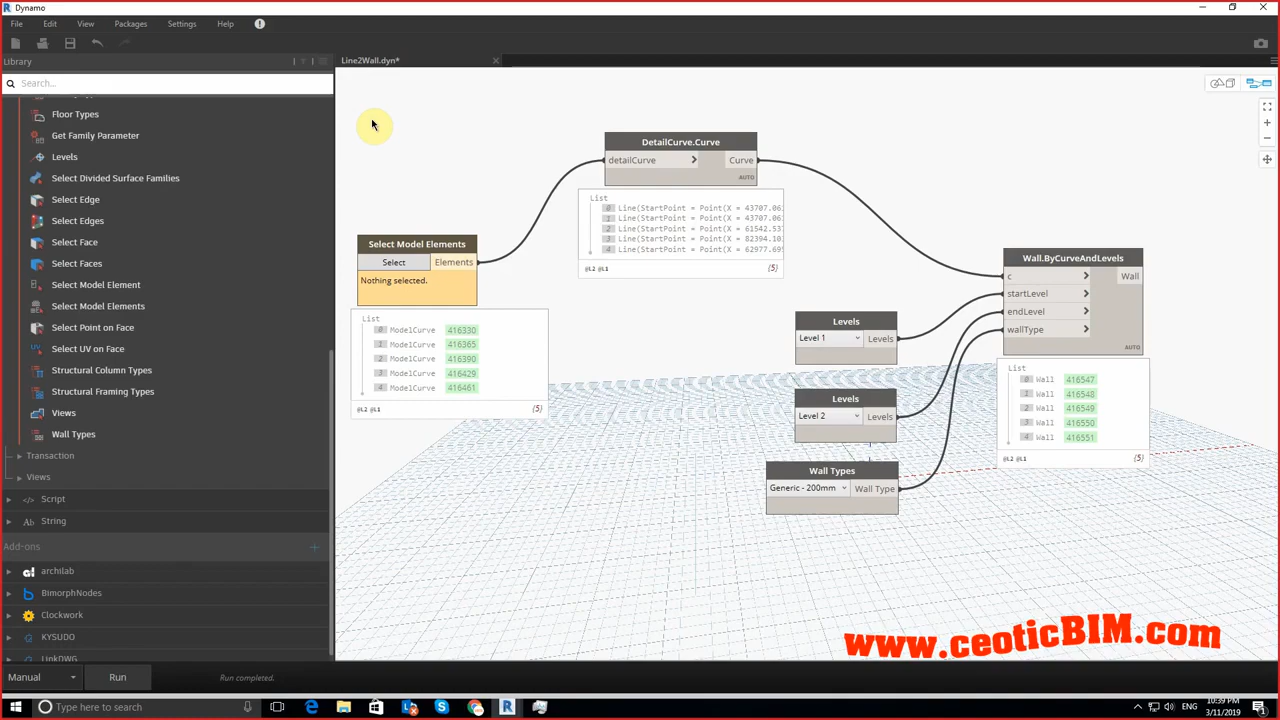 Dynamo
File Edit View Packages Settings Help
Library
Line2Wall.dyn*
Search...
Floor Types
Get Family Parameter
Levels
Select Divided Surface Families
Select Edge
Select Edges
Select Face
Select Faces
Select Model Element
Select Model Elements
Select Point on Face
Select UV on Face
Structural Column Types
Structural Framing Types
Views
Wall Types
Transaction
Views
Script
String
Add-ons
archilab
BimorphNodes
Clockwork
KYSUDO
LinkDWG
Select Model Elements
Select Elements
Nothing selected.
List
0 ModelCurve 416330
1 ModelCurve 416365
2 ModelCurve 416390
3 ModelCurve 416429
4 ModelCurve 416461
@L2 @L1 {5}
DetailCurve.Curve
detailCurve > Curve
AUTO
List
0 Line(StartPoint = Point(X = 43707.06
1 Line(StartPoint = Point(X = 43707.06
2 Line(StartPoint = Point(X = 61542.53
3 Line(StartPoint = Point(X = 82394.10
4 Line(StartPoint = Point(X = 62977.69
@L2 @L1 {5}
Levels
Level 1 Levels
Levels
Level 2 Levels
Wall Types
Generic - 200mm Wall Type
Wall.ByCurveAndLevels
c > Wall
startLevel >
endLevel >
wallType >
AUTO
List
0 Wall 416547
1 Wall 416548
2 Wall 416549
3 Wall 416550
4 Wall 416551
@L2 @L1 {5}
www.ceoticBIM.com
Manual Run Run completed.
Type here to search
ENG
10:39 PM
3/11/2019